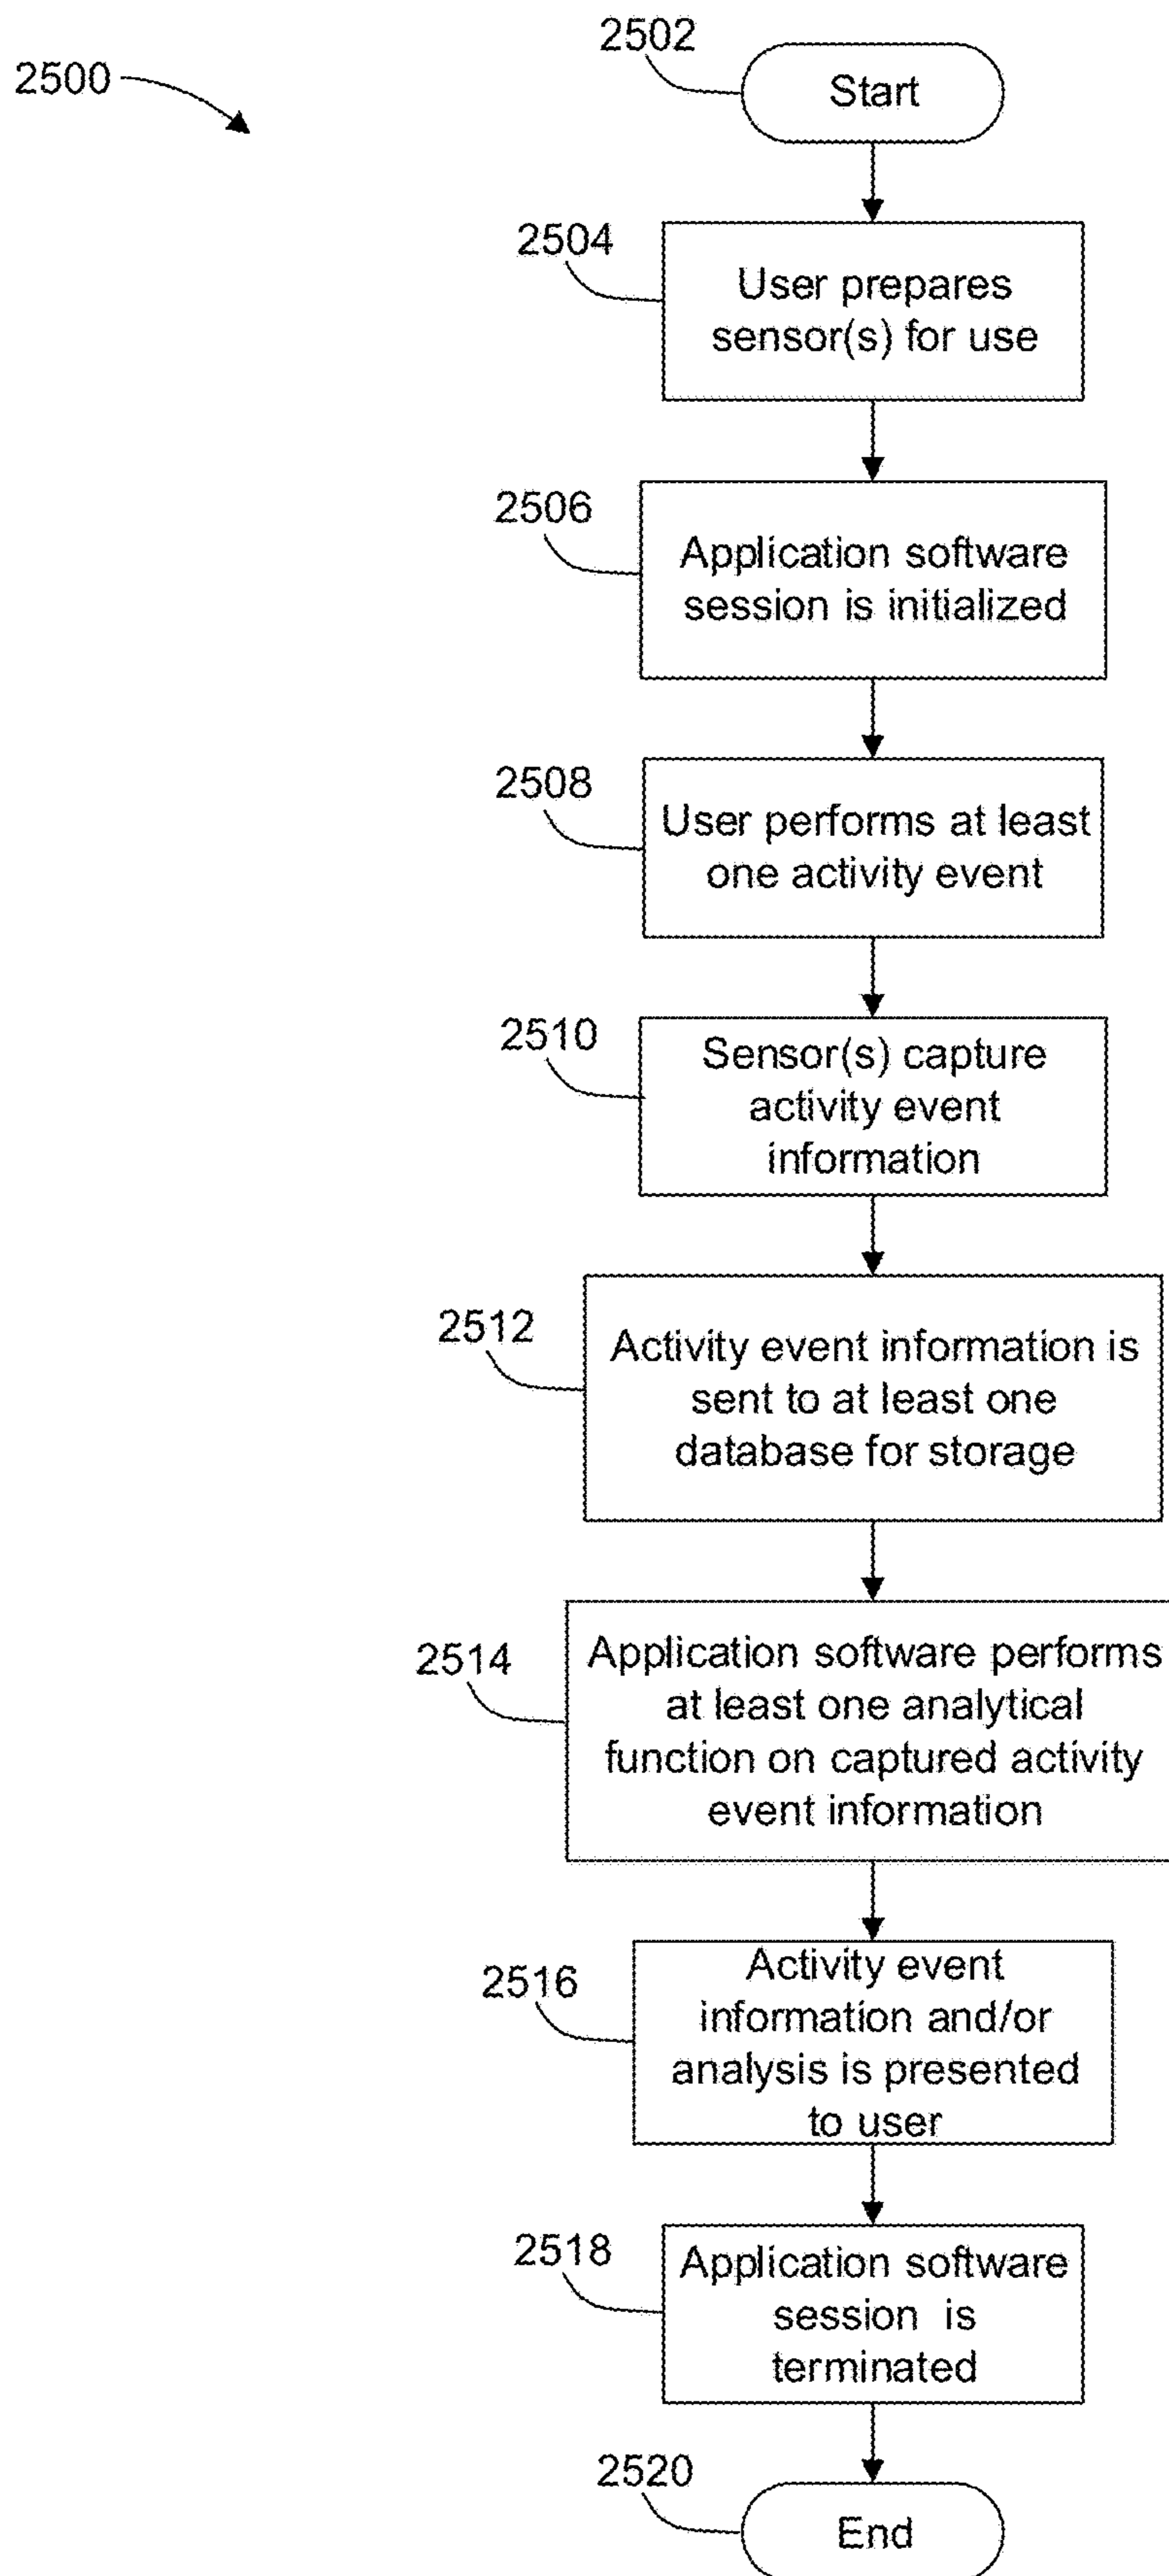 2502
Start
2500
2504
User prepares
sensor(s) for use
2506
Application software
session is initialized
2508
User performs at least
one activity event
2510
Sensor(s) capture
activity event
information
2512
Activity event information is
sent to at least one
database for storage
2514
Application software performs
at least one analytical
function on captured activity
event information
2516
Activity event
information and/or
analysis is presented
to user
2518
Application software
session is
terminated
2520
End